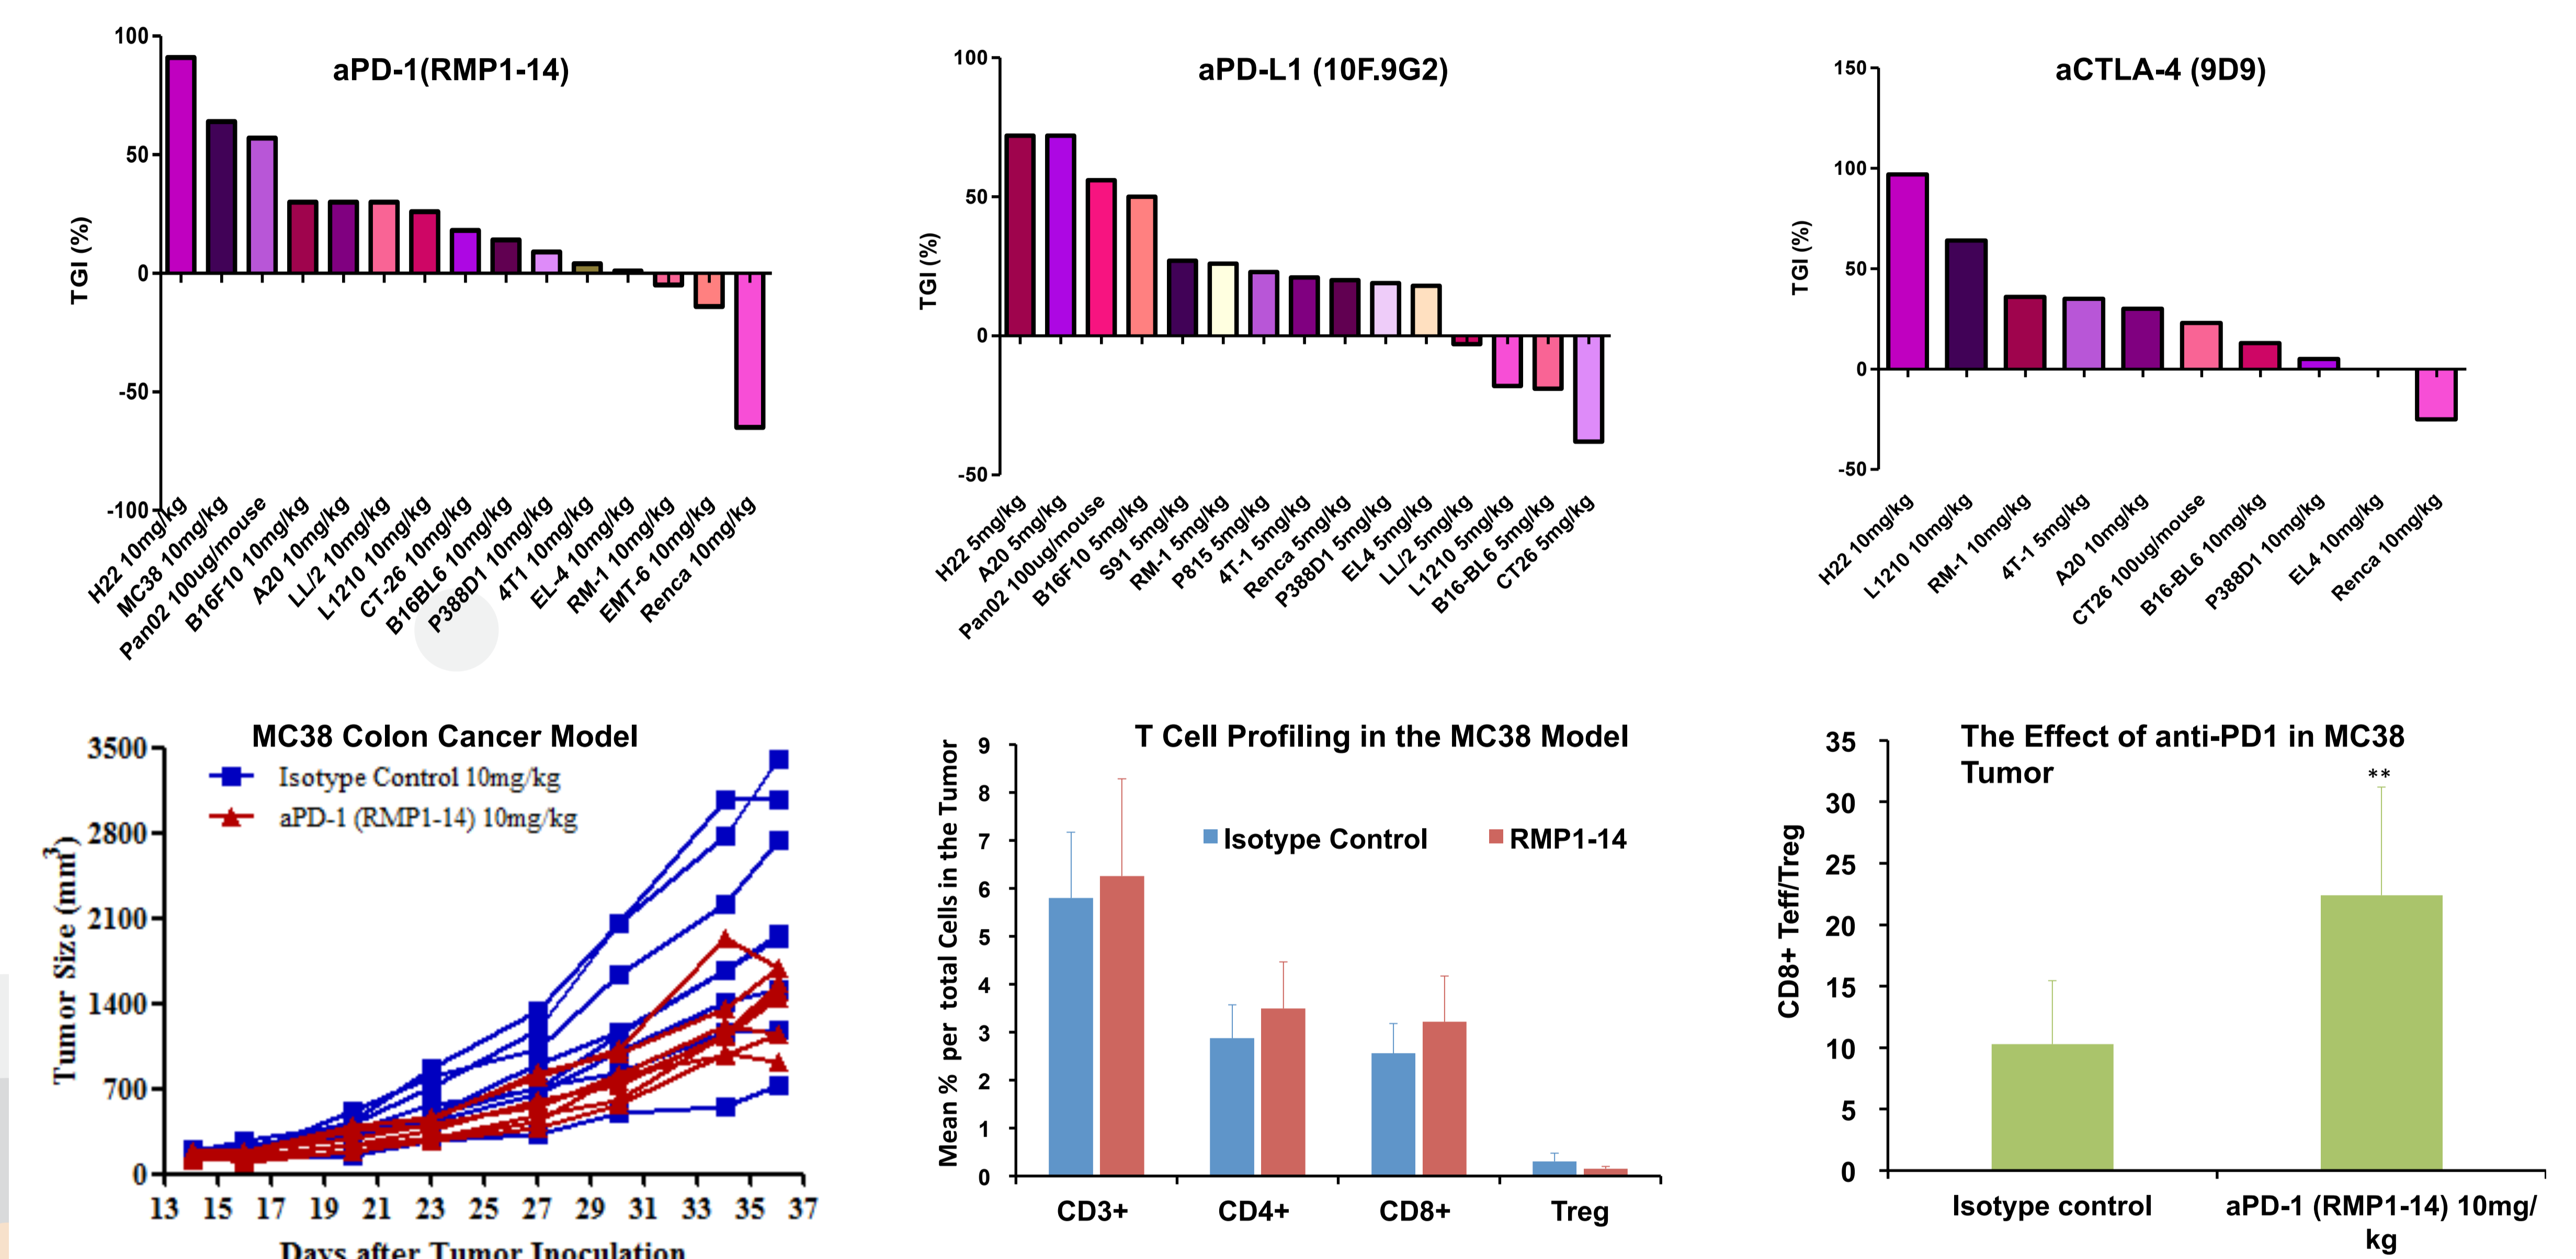 aPD-1(RMP1-14)
TGI (%)
100
50
0
-50
-100
H22 10mg/kg
MC38 10mg/kg
Pan02 100ug/mouse
B16F10 10mg/kg
A20 10mg/kg
LL/2 10mg/kg
L1210 10mg/kg
CT-26 10mg/kg
B16BL6 10mg/kg
P388D1 10mg/kg
4T1 10mg/kg
EL-4 10mg/kg
RM-1 10mg/kg
EMT-6 10mg/kg
Renca 10mg/kg
aPD-L1 (10F.9G2)
TGI (%)
100
50
0
-50
H22 5mg/kg
A20 5mg/kg
Pan02 100ug/mouse
B16F10 5mg/kg
S91 5mg/kg
RM-1 5mg/kg
P815 5mg/kg
4T-1 5mg/kg
Renca 5mg/kg
P388D1 5mg/kg
EL4 5mg/kg
LL/2 5mg/kg
L1210 5mg/kg
B16-BL6 5mg/kg
CT26 5mg/kg
aCTLA-4 (9D9)
TGI (%)
150
100
50
0
-50
H22 10mg/kg
L1210 10mg/kg
RM-1 10mg/kg
4T-1 5mg/kg
A20 10mg/kg
CT26 100ug/mouse
B16-BL6 10mg/kg
P388D1 10mg/kg
EL4 10mg/kg
Renca 10mg/kg
MC38 Colon Cancer Model
Isotype Control 10mg/kg
aPD-1 (RMP1-14) 10mg/kg
Tumor Size (mm3)
3500
2800
2100
1400
700
0
13 15 17 19 21 23 25 27 29 31 33 35 37
Days after Tumor Inoculation
T Cell Profiling in the MC38 Model
Isotype Control RMP1-14
Mean % per total Cells in the Tumor
9
8
7
6
5
4
3
2
1
0
CD3+ CD4+ CD8+ Treg
The Effect of anti-PD1 in MC38
Tumor
**
CD8+ Teff/Treg
35
30
25
20
15
10
5
0
Isotype control aPD-1 (RMP1-14) 10mg/
kg